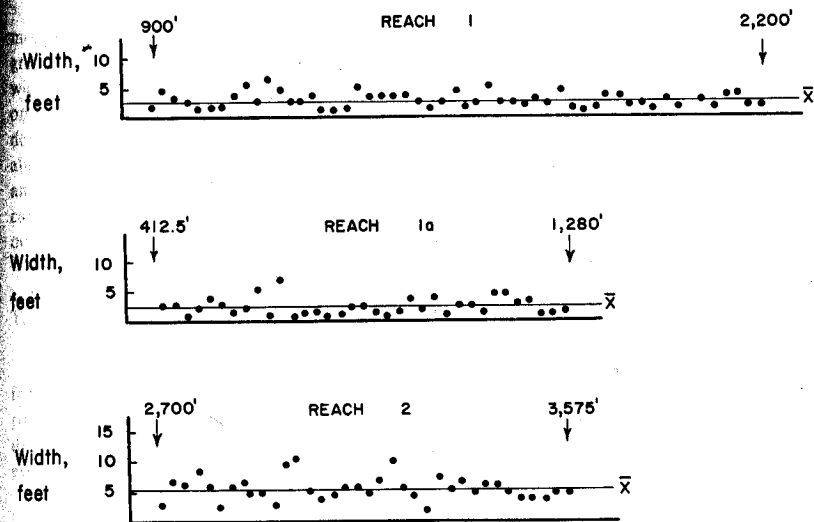 REACH 1
900' 2,200'
Width, 10
feet 5
X̅
REACH 1a
412.5' 1,280'
Width, 10
feet 5
X̅
REACH 2
2,700' 3,575'
15
Width, 10
feet 5
X̅